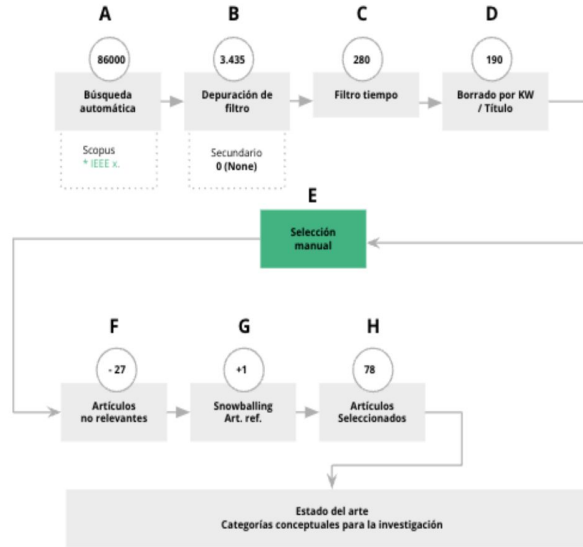 A
B
C
D
86000
3.435
280
190
Búsqueda
automática
Depuración de
filtro
Filtro tiempo
Borrado por KW
/ Título
Scopus
* IEEE x.
Secundario
0 (None)
E
Selección
manual
F
G
H
- 27
+1
78
Artículos
no relevantes
Snowballing
Art. ref.
Artículos
Seleccionados
Estado del arte
Categorías conceptuales para la investigación